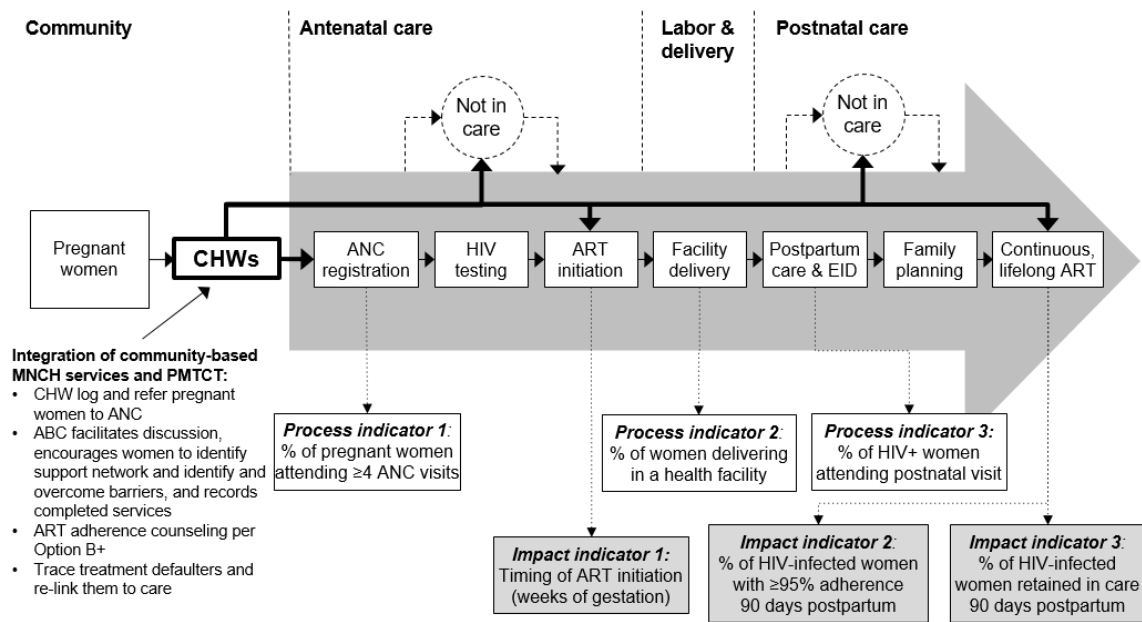 Community
Antenatal care
Labor &
delivery
Postnatal care
Not in
care
Not in
care
Pregnant
women
CHWs
ANC
registration
HIV
testing
ART
initiation
Facility
delivery
Postpartum
care & EID
Family
planning
Continuous,
lifelong ART
Integration of community-based
MNCH services and PMTCT:
• CHW log and refer pregnant
women to ANC
• ABC facilitates discussion,
encourages women to identify
support network and identify and
overcome barriers, and records
completed services
• ART adherence counseling per
Option B+
• Trace treatment defaulters and
re-link them to care
Process indicator 1:
% of pregnant women
attending ≥4 ANC visits
Process indicator 2:
% of women delivering
in a health facility
Process indicator 3:
% of HIV+ women
attending postnatal visit
Impact indicator 1:
Timing of ART initiation
(weeks of gestation)
Impact indicator 2:
% of HIV-infected women
with ≥95% adherence
90 days postpartum
Impact indicator 3:
% of HIV-infected
women retained in care
90 days postpartum